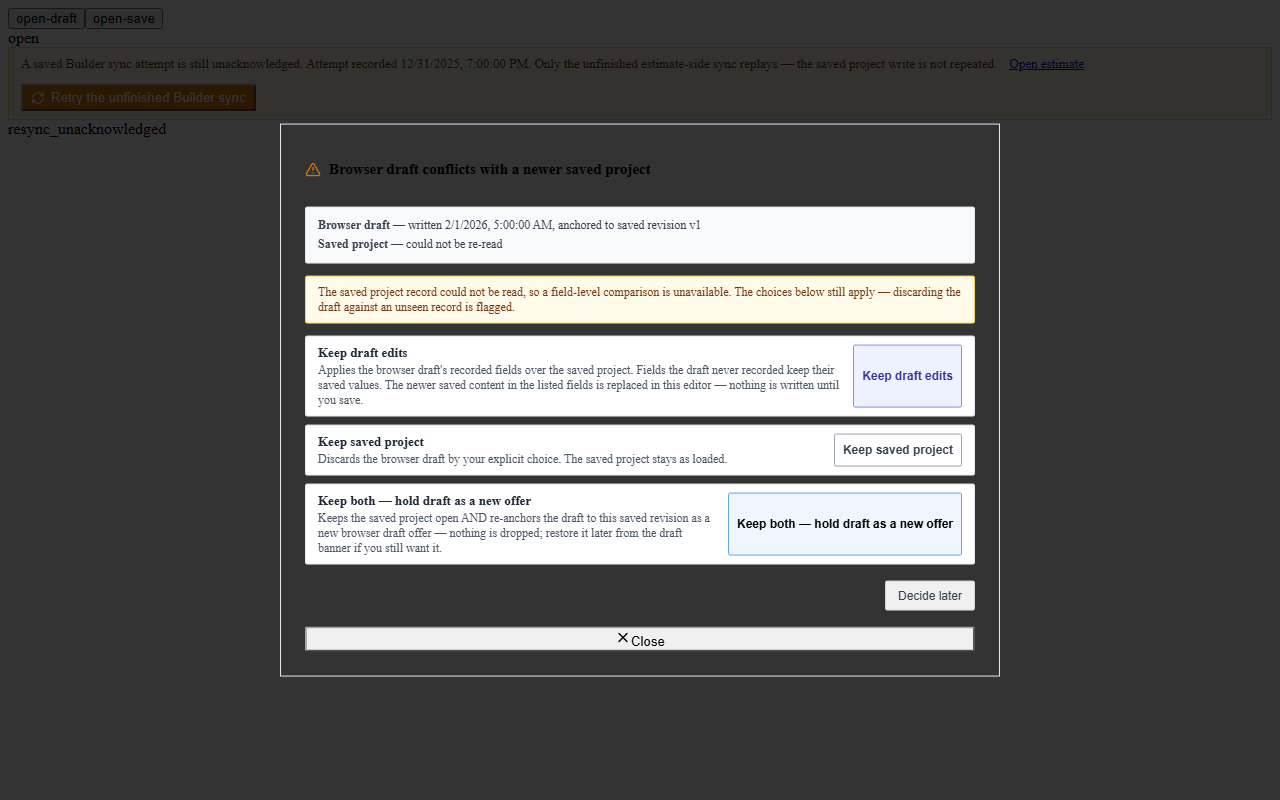 open-draft open-save
open
A saved Builder sync attempt is still unacknowledged. Attempt recorded 12/31/2025, 7:00:00 PM. Only the unfinished estimate-side sync replays — the saved project write is not repeated. Open estimate
Retry the unfinished Builder sync
resync_unacknowledged
Browser draft conflicts with a newer saved project
Browser draft — written 2/1/2026, 5:00:00 AM, anchored to saved revision v1
Saved project — could not be re-read
The saved project record could not be read, so a field-level comparison is unavailable. The choices below still apply — discarding the
draft against an unseen record is flagged.
Keep draft edits
Applies the browser draft's recorded fields over the saved project. Fields the draft never recorded keep their
saved values. The newer saved content in the listed fields is replaced in this editor — nothing is written until
you save.
Keep draft edits
Keep saved project
Discards the browser draft by your explicit choice. The saved project stays as loaded.
Keep saved project
Keep both — hold draft as a new offer
Keeps the saved project open AND re-anchors the draft to this saved revision as a
new browser draft offer — nothing is dropped; restore it later from the draft
banner if you still want it.
Keep both — hold draft as a new offer
Decide later
Close